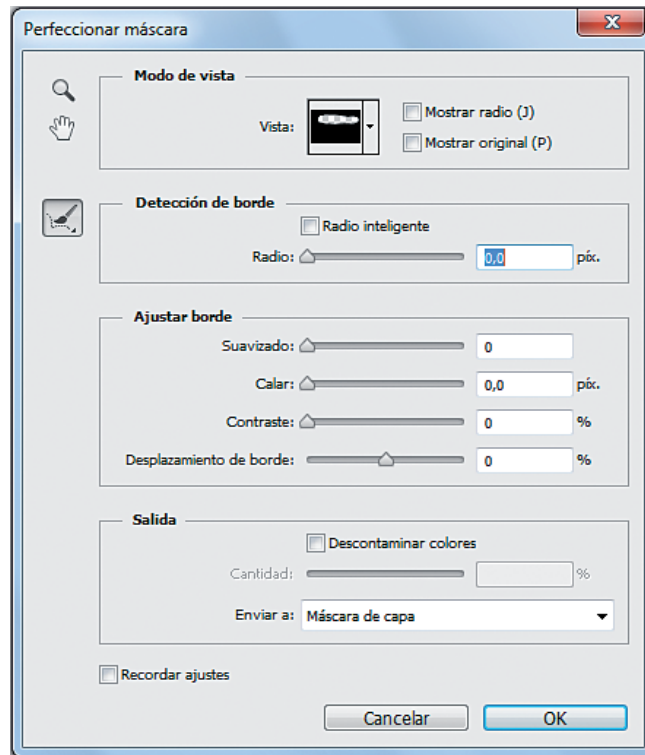 Perfeccionar máscara
Modo de vista
Vista:
Mostrar radio (J)
Mostrar original (P)
Detección de borde
Radio inteligente
Radio: 0,0 píx.
Ajustar borde
Suavizado: 0
Calar: 0,0 píx.
Contraste: 0 %
Desplazamiento de borde: 0 %
Salida
Descontaminar colores
Cantidad: %
Enviar a: Máscara de capa
Recordar ajustes
Cancelar OK